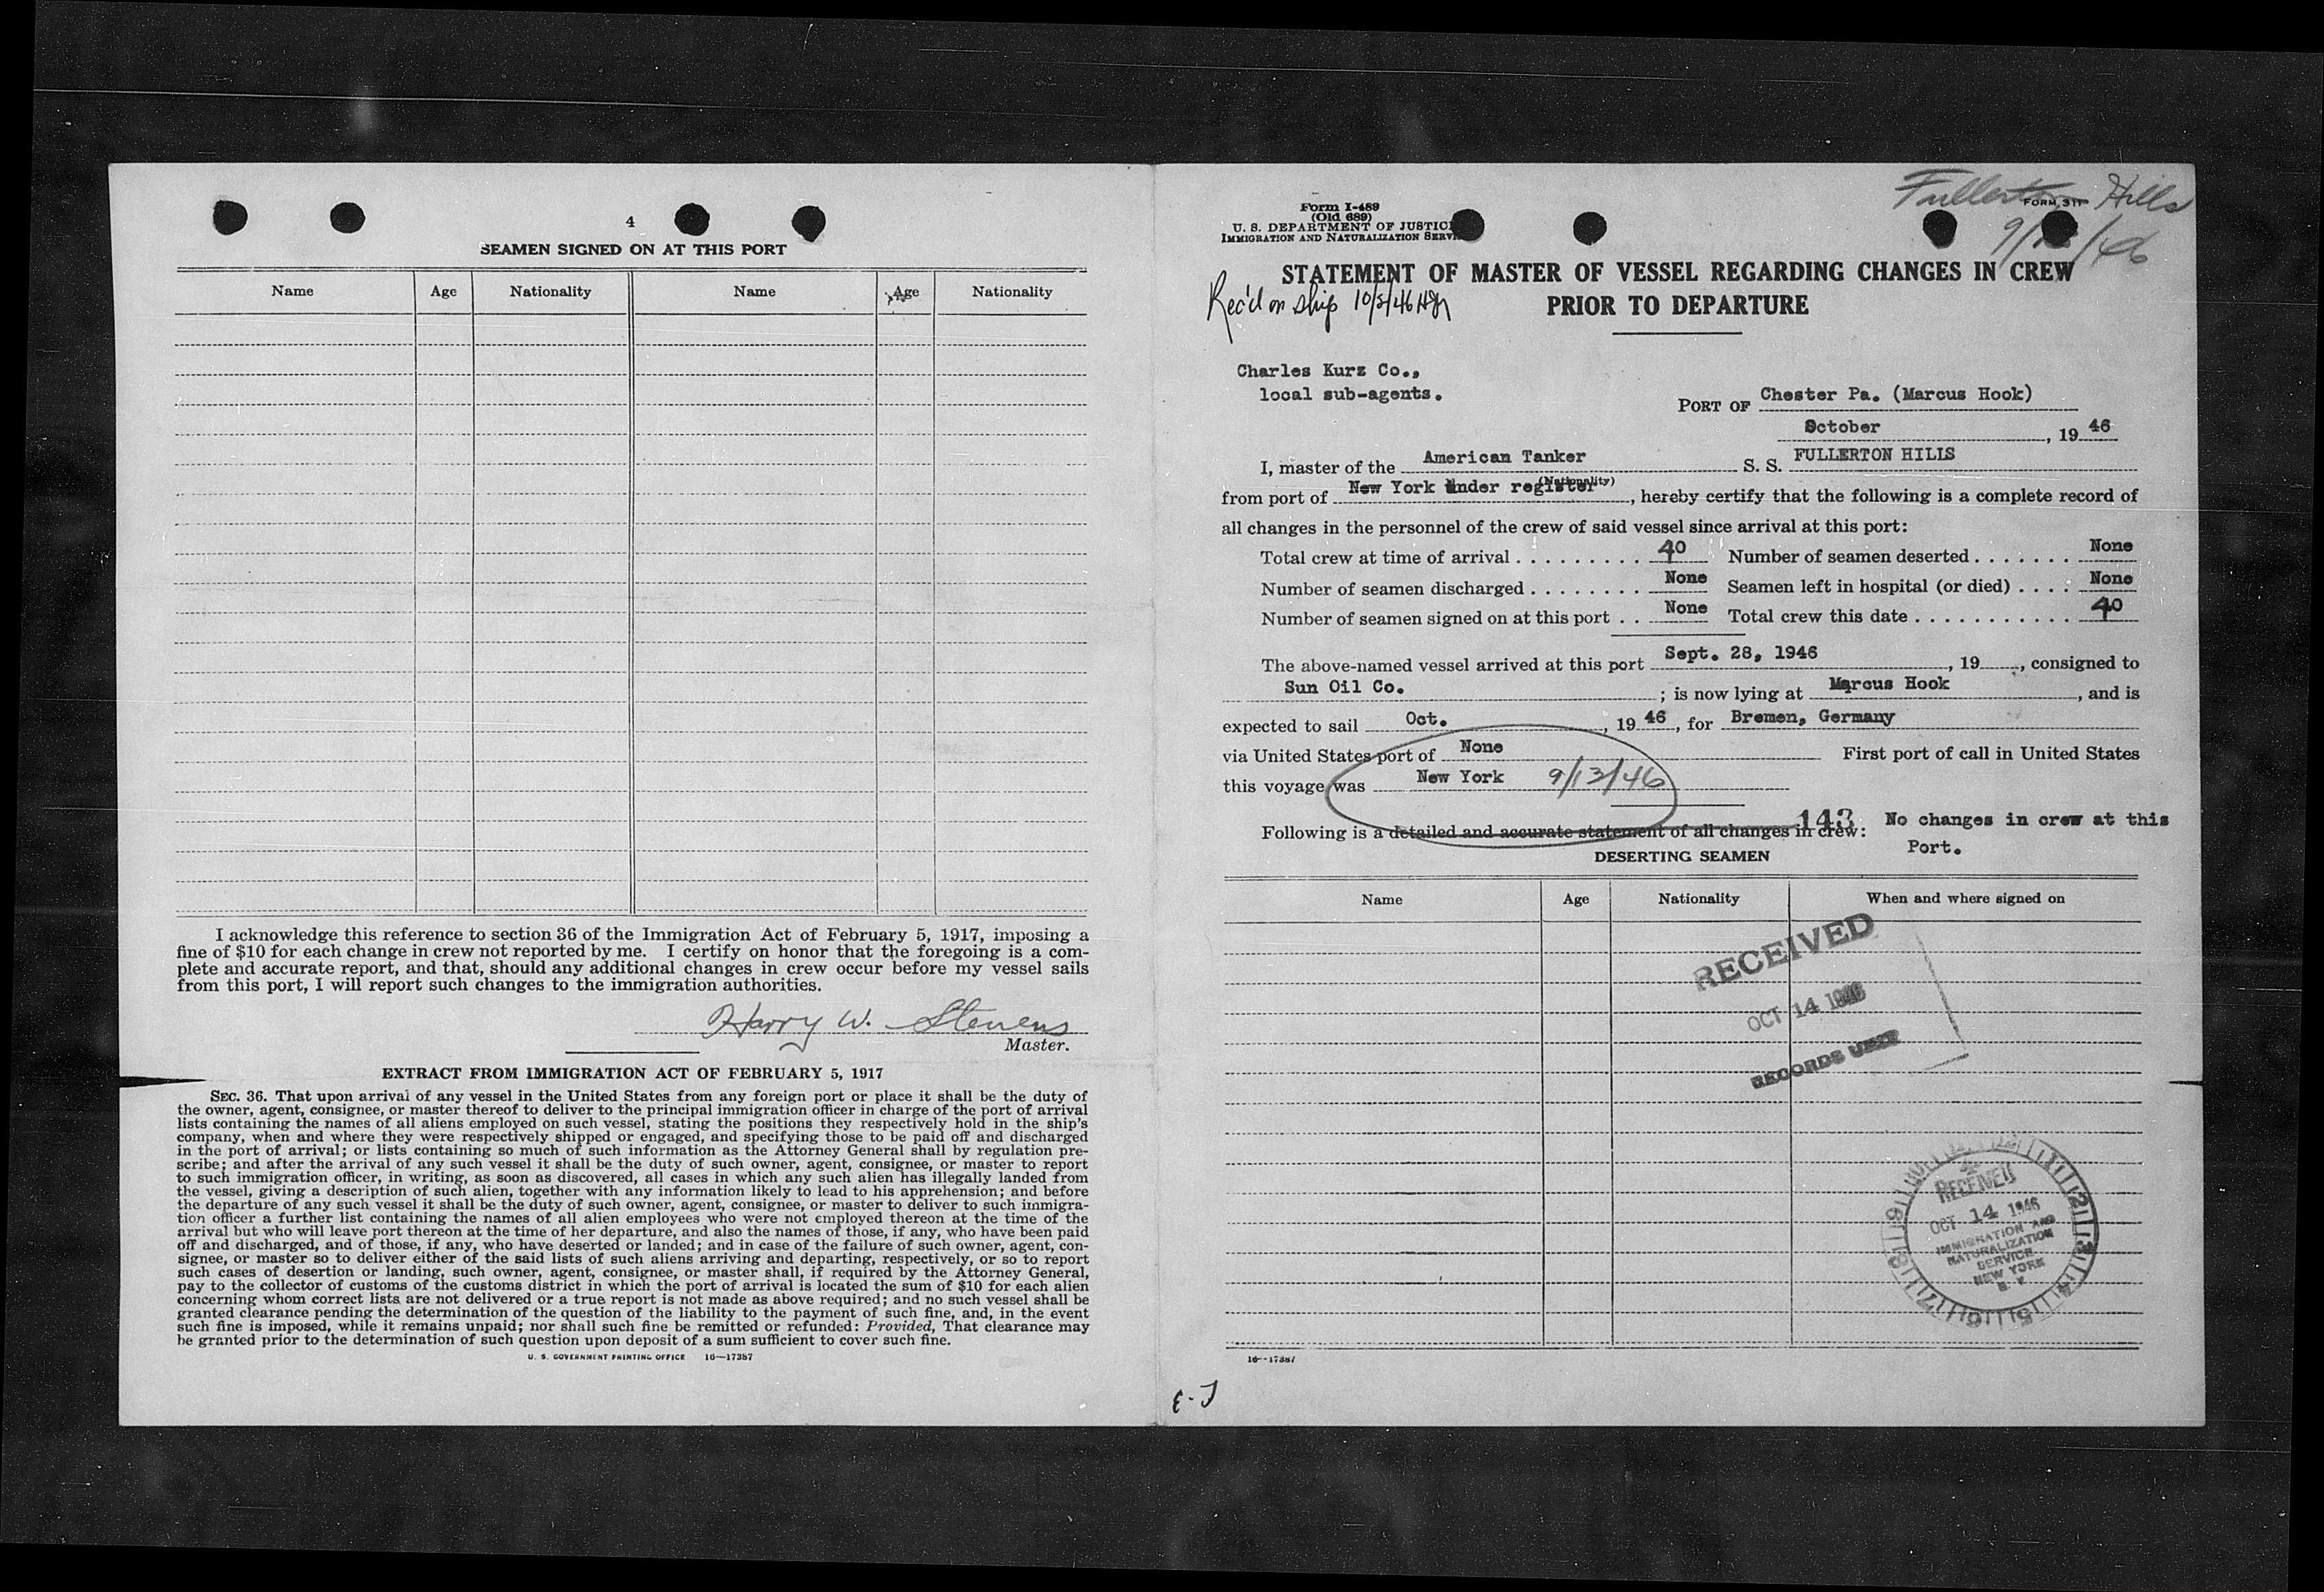 4
SEAMEN SIGNED ON AT THIS PORT
Name Age Nationality Name Age Nationality
I acknowledge this reference to section 36 of the Immigration Act of February 5, 1917, imposing a
fine of $10 for each change in crew not reported by me. I certify on honor that the foregoing is a com-
plete and accurate report, and that, should any additional changes in crew occur before my vessel sails
from this port, I will report such changes to the immigration authorities.
Harry W. Stevens
Master.
EXTRACT FROM IMMIGRATION ACT OF FEBRUARY 5, 1917
SEC. 36. That upon arrival of any vessel in the United States from any foreign port or place it shall be the duty of
the owner, agent, consignee, or master thereof to deliver to the principal immigration officer in charge of the port of arrival
lists containing the names of all aliens employed on such vessel, stating the positions they respectively hold in the ship's
company, when and where they were respectively shipped or engaged, and specifying those to be paid off and discharged
in the port of arrival; or lists containing so much of such information as the Attorney General shall by regulation pre-
scribe; and after the arrival of any such vessel it shall be the duty of such owner, agent, consignee, or master to report
to such immigration officer, in writing, as soon as discovered, all cases in which any such alien has illegally landed from
the vessel, giving a description of such alien, together with any information likely to lead to his apprehension; and before
the departure of any such vessel it shall be the duty of such owner, agent, consignee, or master to deliver to such immigra-
tion officer a further list containing the names of all alien employees who were not employed thereon at the time of the
arrival but who will leave port thereon at the time of her departure, and also the names of those, if any, who have been paid
off and discharged, and of those, if any, who have deserted or landed; and in case of the failure of such owner, agent, con-
signee, or master so to deliver either of the said lists of such aliens arriving and departing, respectively, or so to report
such cases of desertion or landing, such owner, agent, consignee, or master shall, if required by the Attorney General,
pay to the collector of customs of the customs district in which the port of arrival is located the sum of $10 for each alien
concerning whom correct lists are not delivered or a true report is not made as above required; and no such vessel shall be
granted clearance pending the determination of the question of the liability to the payment of such fine, and, in the event
such fine is imposed, while it remains unpaid; nor shall such fine be remitted or refunded: Provided, That clearance may
be granted prior to the determination of such question upon deposit of a sum sufficient to cover such fine.
U. S. GOVERNMENT PRINTING OFFICE 16—17387
Form I-489
(Old 689)
U. S. DEPARTMENT OF JUSTICE
IMMIGRATION AND NATURALIZATION
FORM 311
Fullerton Hills
STATEMENT OF MASTER OF VESSEL REGARDING CHANGES IN CREW
PRIOR TO DEPARTURE
Rec'd on ship
Charles Kurz Co.,
local sub-agents.
PORT OF Chester Pa. (Marcus Hook)
October, 19 46
I, master of the American Tanker S. S. FULLERTON HILLS
(Nationality)
from port of New York under register, hereby certify that the following is a complete record of
all changes in the personnel of the crew of said vessel since arrival at this port:
Total crew at time of arrival . . . . . . . . . 40 Number of seamen deserted . . . . . . . None
Number of seamen discharged . . . . . . . . None Seamen left in hospital (or died) . . . . None
Number of seamen signed on at this port . . None Total crew this date . . . . . . . . . . . . 40
The above-named vessel arrived at this port Sept. 28, 1946, 19, consigned to
Sun Oil Co.; is now lying at Marcus Hook, and is
expected to sail Oct., 19 46, for Bremen, Germany
via United States port of None First port of call in United States
this voyage was New York 9/13/46
143
Following is a detailed and accurate statement of all changes in crew: No changes in crew at this
Port.
DESERTING SEAMEN
Name Age Nationality When and where signed on
RECEIVED
OCT 14 1946
RECORDS UNIT
RECEIVED
OCT 14 1946
IMMIGRATION AND
NATURALIZATION
SERVICE
NEW YORK
N. Y.
16—17387